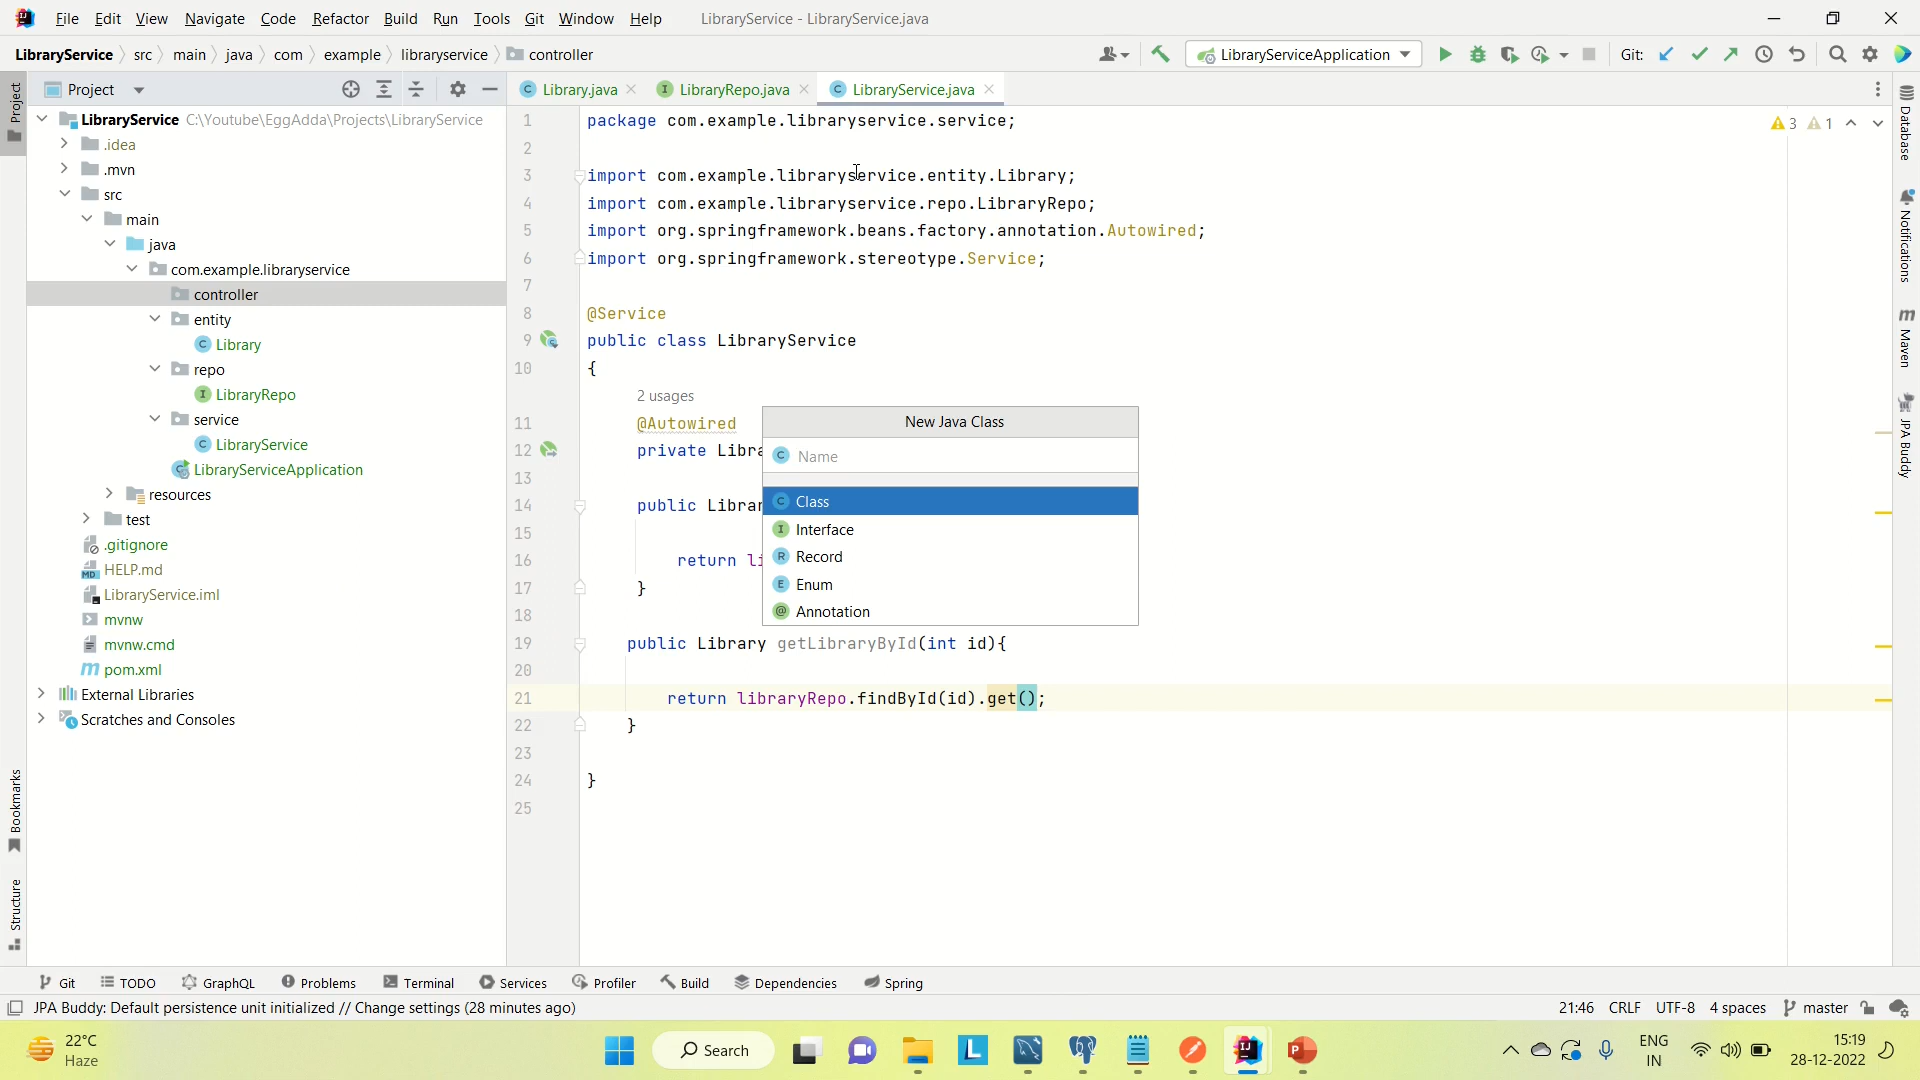 File Edit View Navigate Code Refactor Build Run Tools Git Window Help LibraryService - LibraryService.java
LibraryService src main java com example libraryservice controller LibraryServiceApplication Git:
Project Library.java LibraryRepo.java LibraryService.java
Project
LibraryService C:\Youtube\EggAdda\Projects\LibraryService
.idea
.mvn
src
main
java
com.example.libraryservice
controller
entity
Library
repo
LibraryRepo
service
LibraryService
LibraryServiceApplication
resources
test
.gitignore
HELP.md
LibraryService.iml
mvnw
mvnw.cmd
pom.xml
External Libraries
Scratches and Consoles
Bookmarks
Structure
1 package com.example.libraryservice.service;
2
3 import com.example.libraryservice.entity.Library;
4 import com.example.libraryservice.repo.LibraryRepo;
5 import org.springframework.beans.factory.annotation.Autowired;
6 import org.springframework.stereotype.Service;
7
8 @Service
9 public class LibraryService
10 {
2 usages
11 @Autowired
12 private Libra
13
14 public Librar
15
16 return li
17 }
18
19 public Library getLibraryById(int id){
20
21 return libraryRepo.findById(id).get();
22 }
23
24 }
25
3 1
New Java Class
Name
Class
Interface
Record
Enum
Annotation
Database
Notifications
Maven
JPA Buddy
Git TODO GraphQL Problems Terminal Services Profiler Build Dependencies Spring
JPA Buddy: Default persistence unit initialized // Change settings (28 minutes ago) 21:46 CRLF UTF-8 4 spaces master
22°C
Haze
Search
ENG
IN
15:19
28-12-2022